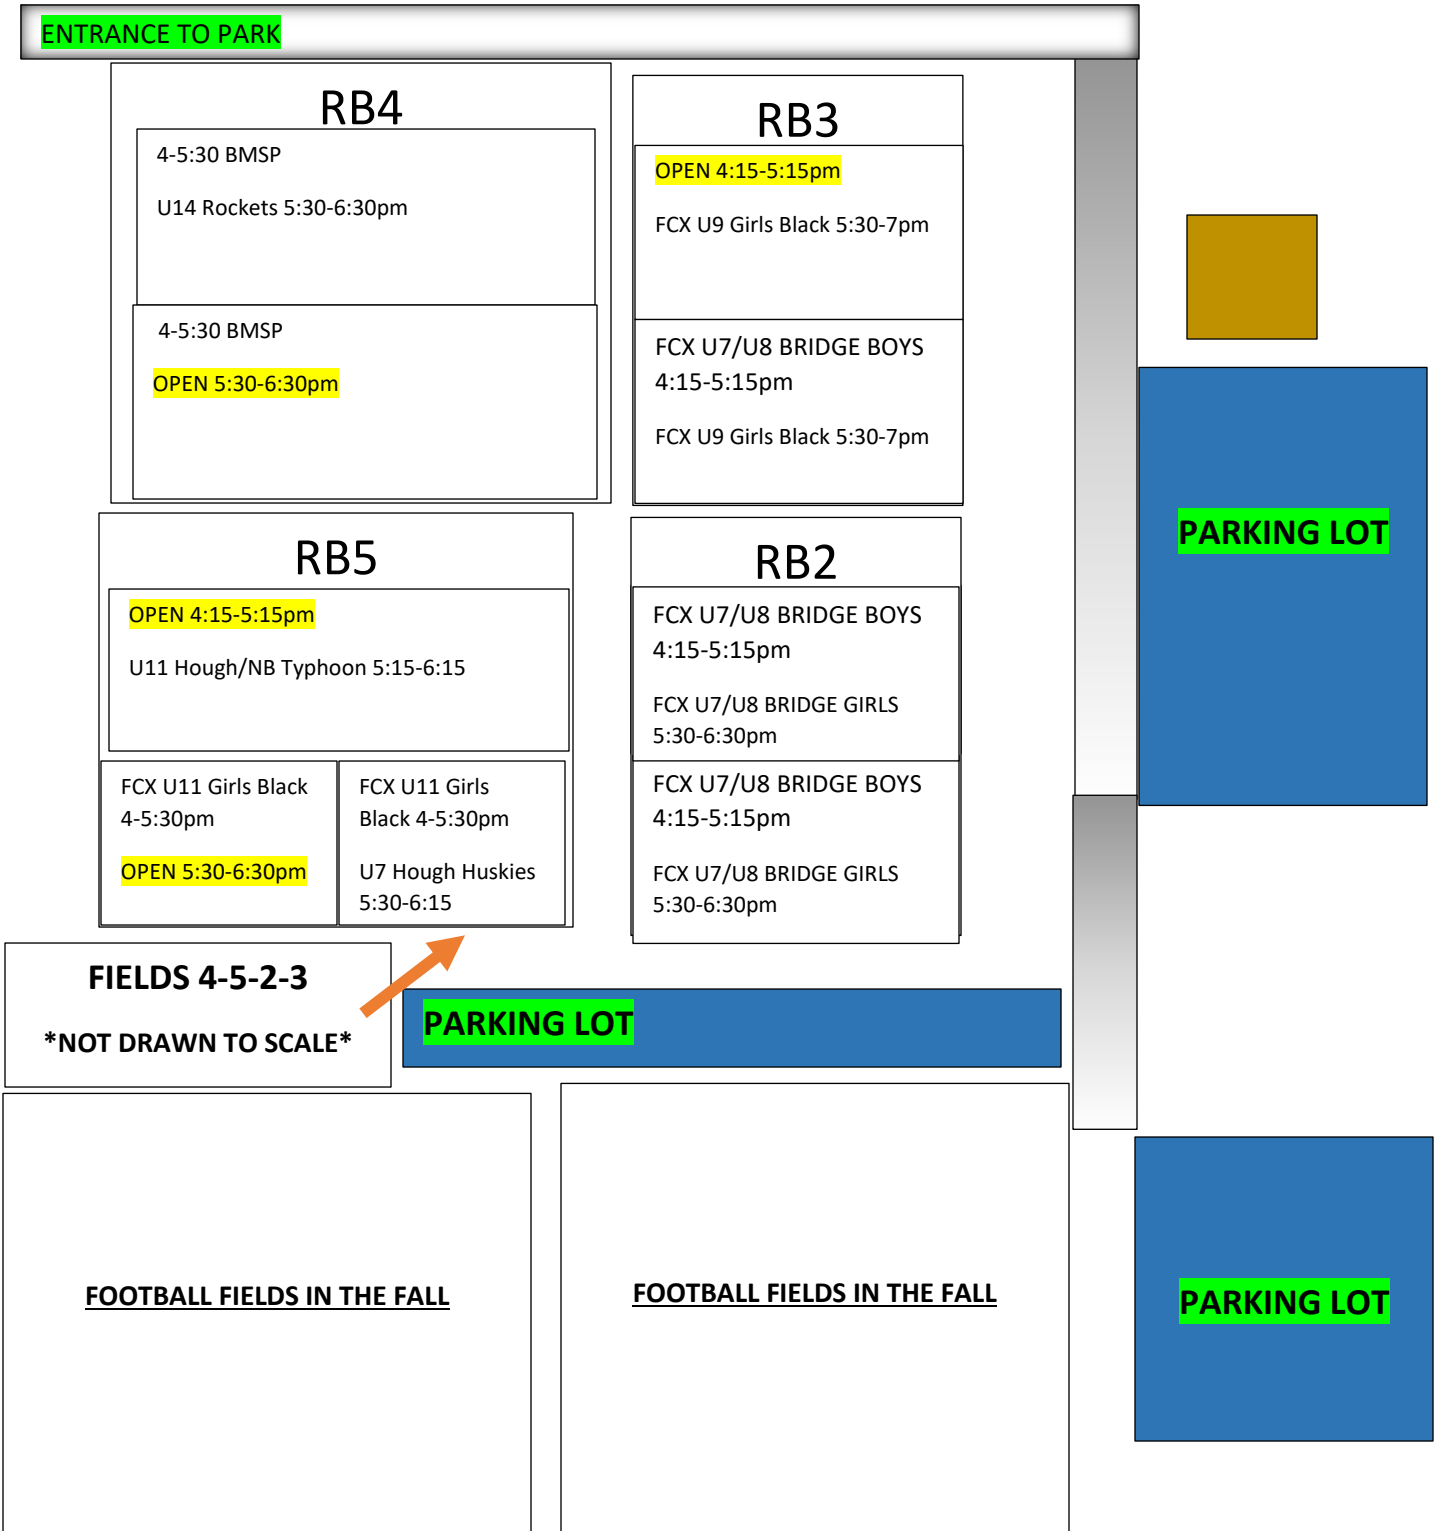 ENTRANCE TO PARK
RB4
4-5:30 BMSP
U14 Rockets 5:30-6:30pm
4-5:30 BMSP
OPEN 5:30-6:30pm
RB3
OPEN 4:15-5:15pm
FCX U9 Girls Black 5:30-7pm
FCX U7/U8 BRIDGE BOYS
4:15-5:15pm
FCX U9 Girls Black 5:30-7pm
PARKING LOT
RB5
OPEN 4:15-5:15pm
U11 Hough/NB Typhoon 5:15-6:15
FCX U11 Girls Black
4-5:30pm
OPEN 5:30-6:30pm
FCX U11 Girls
Black 4-5:30pm
U7 Hough Huskies
5:30-6:15
RB2
FCX U7/U8 BRIDGE BOYS
4:15-5:15pm
FCX U7/U8 BRIDGE GIRLS
5:30-6:30pm
FCX U7/U8 BRIDGE BOYS
4:15-5:15pm
FCX U7/U8 BRIDGE GIRLS
5:30-6:30pm
FIELDS 4-5-2-3
*NOT DRAWN TO SCALE*
PARKING LOT
FOOTBALL FIELDS IN THE FALL
FOOTBALL FIELDS IN THE FALL
PARKING LOT